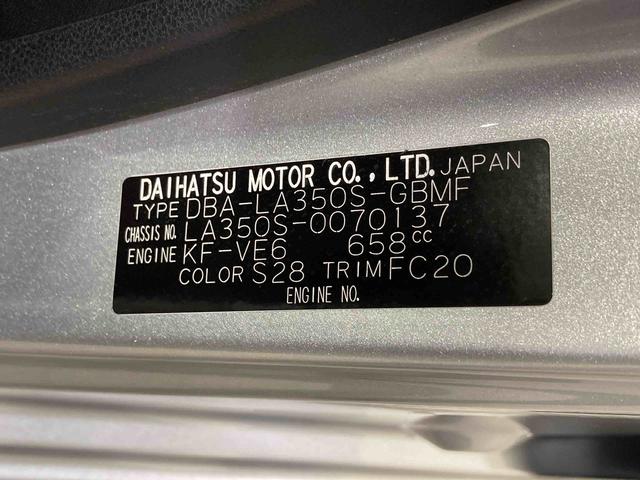 DAIHATSU MOTOR CO., LTD. JAPAN
TYPE DBA-LA350S-GBMF
CHASSIS NO. LA350S-0070137
ENGINE KF-VE6 658cc
COLOR S28 TRIM FC20
ENGINE NO.